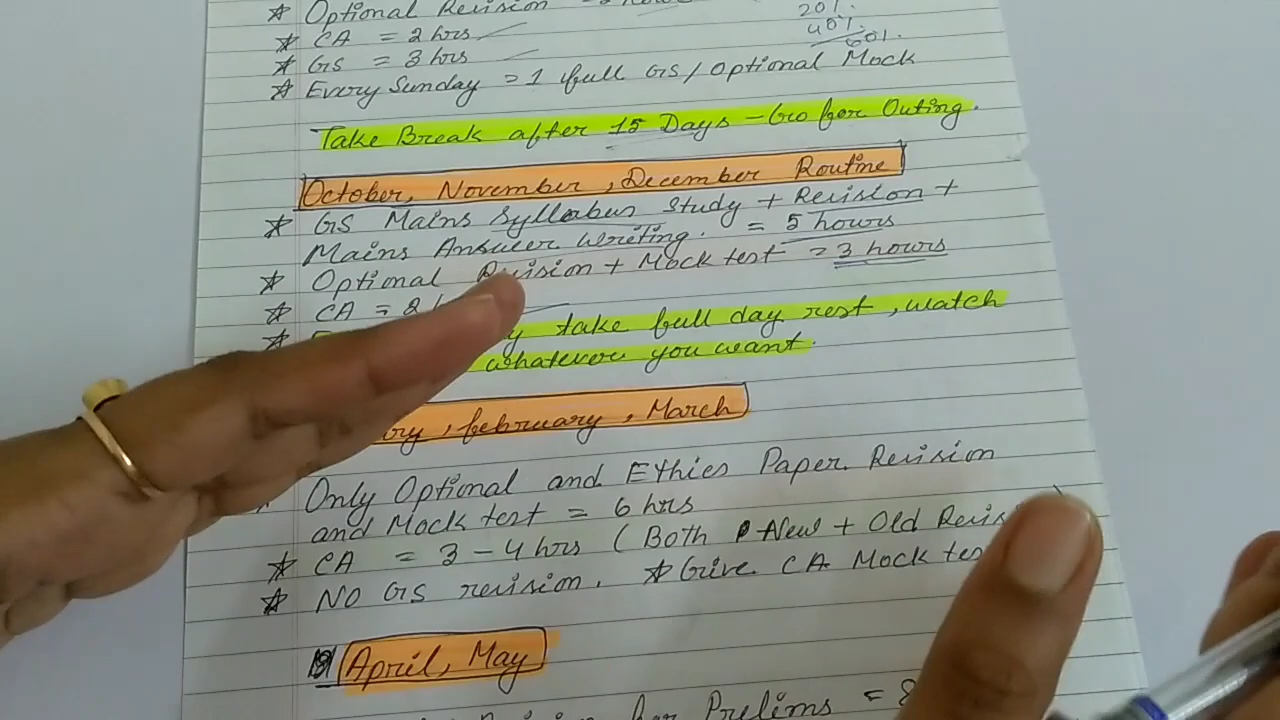 * Optional Revision
* CA = 2 hrs
* GS = 3 hrs
20%.
40%.
60%.
* Every Sunday = 1 full GS/Optional Mock
Take Break after 15 Days - Go for Outing.
October, November, December Routine
* GS Mains Syllabus Study + Revision +
Mains Answer Writing. = 5 hours
* Optional Revision + Mock test = 3 hours
* CA = 2 h
* take full day rest, watch
whatever you want.
february, March
Only Optional and Ethics Paper Revision
and Mock test = 6 hrs
* CA = 3 - 4 hrs (Both New + Old Revis
* NO GS revision. * Give CA Mock tes
April, May
for Prelims = 8